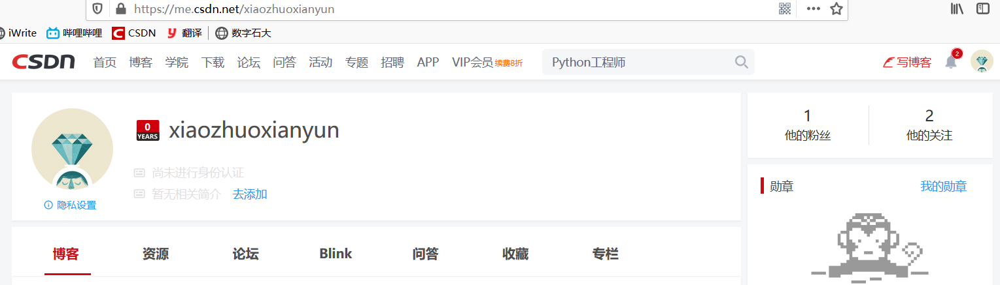 https://me.csdn.net/xiaozhuoxianyun
iWrite 哔哩哔哩 C CSDN y 翻译 数字石大
CSDN 首页 博客 学院 下载 论坛 问答 活动 专题 招聘 APP VIP会员 续费8折 Python工程师 写博客 2
0 YEARS xiaozhuoxianyun
尚未进行身份认证
暂无相关简介 去添加
隐私设置
1 2
他的粉丝 他的关注
勋章 我的勋章
博客 资源 论坛 Blink 问答 收藏 专栏